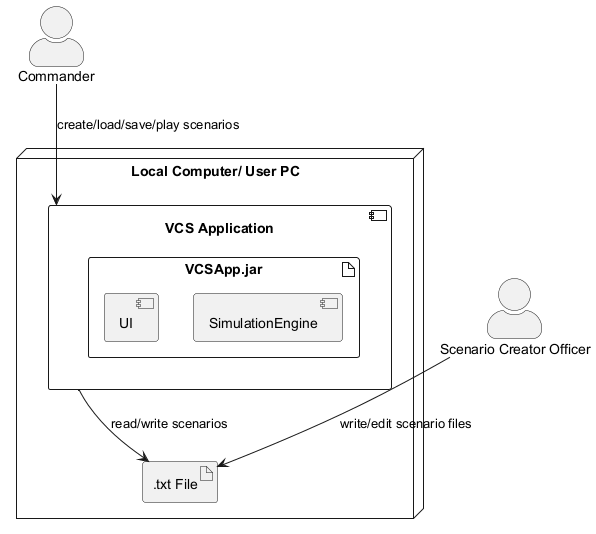 Commander
create/load/save/play scenarios
Local Computer/ User PC
VCS Application
VCSApp.jar
UI
SimulationEngine
Scenario Creator Officer
read/write scenarios
write/edit scenario files
.txt File